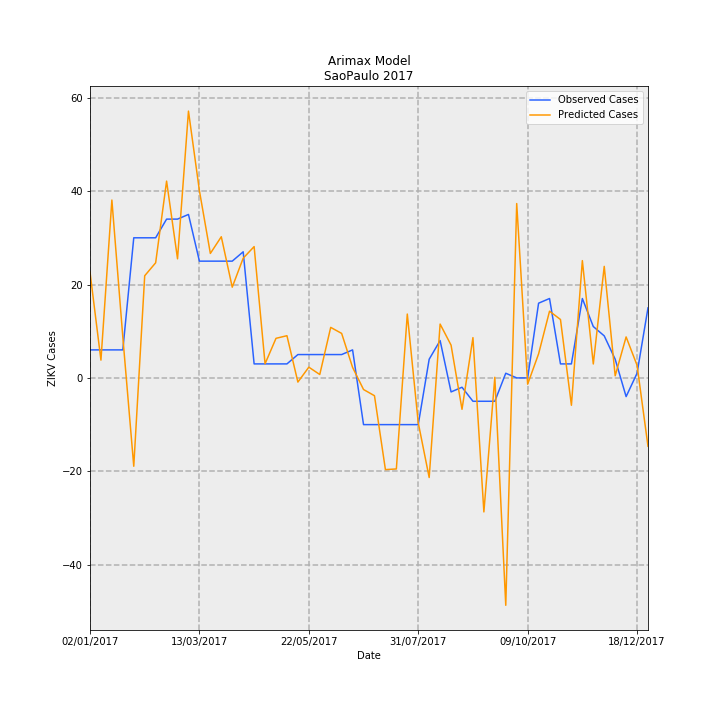 Arimax Model
SaoPaulo 2017
Observed Cases
Predicted Cases
60
40
20
0
−20
−40
ZIKV Cases
02/01/2017 13/03/2017 22/05/2017 31/07/2017 09/10/2017 18/12/2017
Date